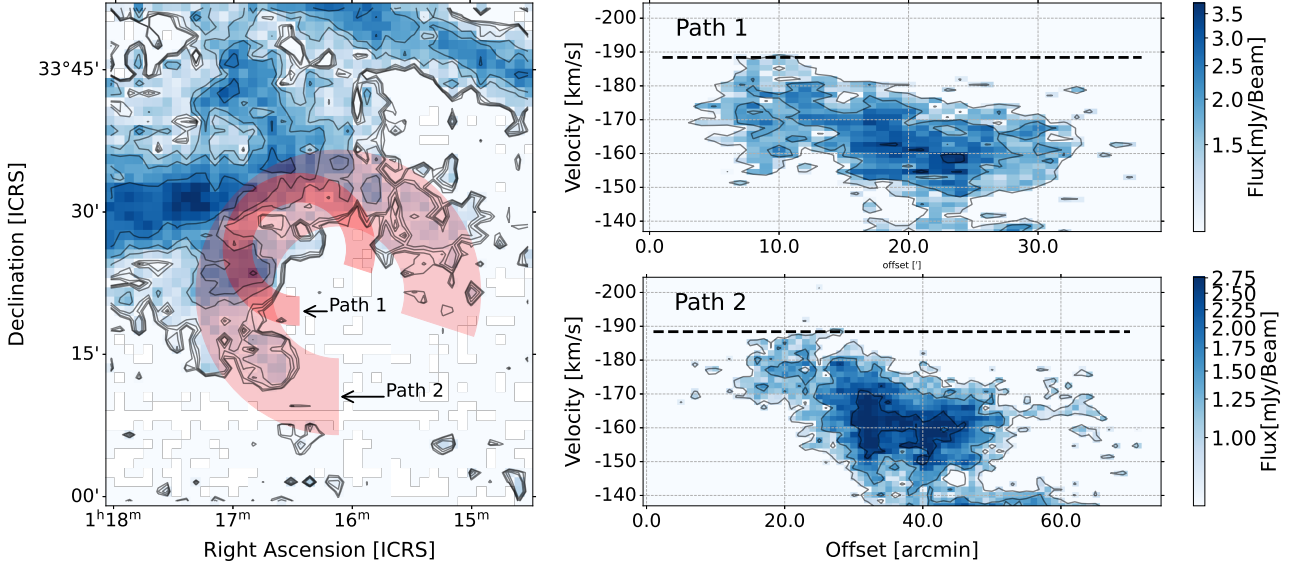 Declination [ICRS]
33°45'
30'
15'
00'
1ʰ18ᵐ
17ᵐ
16ᵐ
15ᵐ
Right Ascension [ICRS]
Path 1
Path 2
Path 1
Velocity [km/s]
-200
-190
-180
-170
-160
-150
-140
0.0
10.0
20.0
30.0
offset [']
3.5
3.0
2.5
2.0
1.5
Flux[mJy/Beam]
Path 2
Velocity [km/s]
-200
-190
-180
-170
-160
-150
-140
0.0
20.0
40.0
60.0
Offset [arcmin]
2.75
2.50
2.25
2.00
1.75
1.50
1.25
1.00
Flux[mJy/Beam]